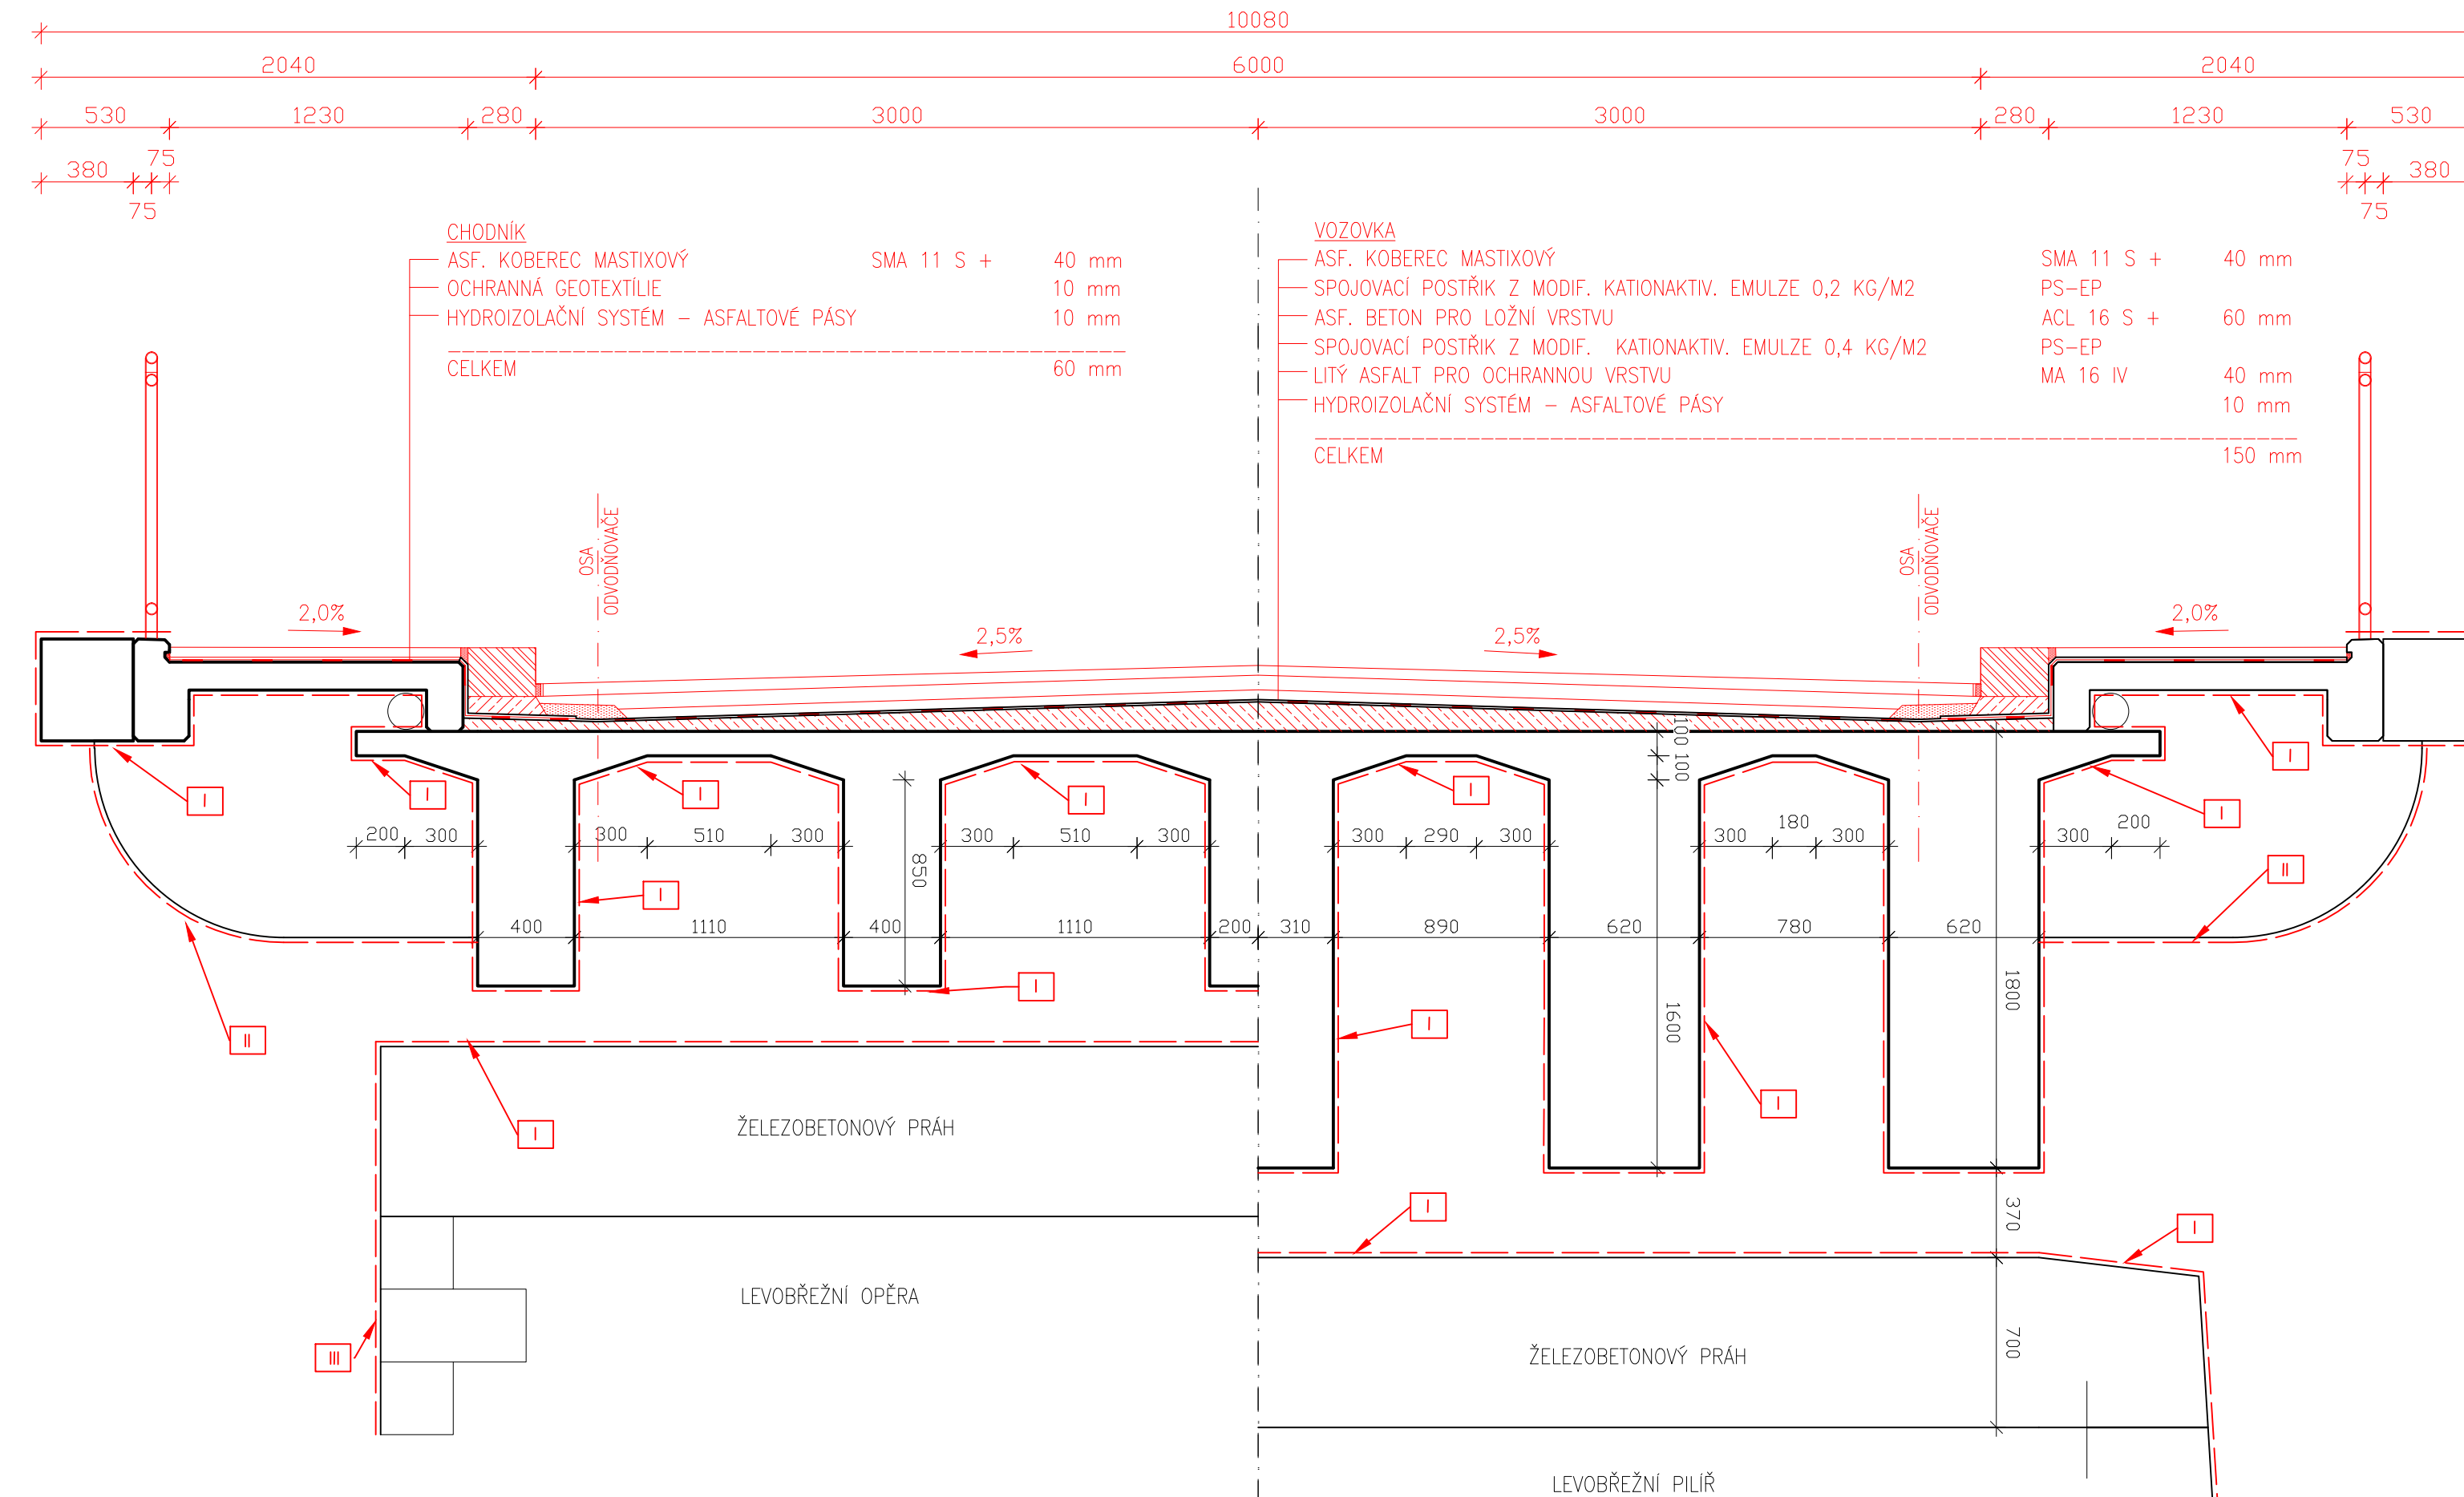 10080
2040 6000 2040
530 1230 280 3000 3000 280 1230 530
75 75
380 380
75 75
CHODNÍK
ASF. KOBEREC MASTIXOVÝ SMA 11 S + 40 mm
OCHRANNÁ GEOTEXTÍLIE 10 mm
HYDROIZOLAČNÍ SYSTÉM – ASFALTOVÉ PÁSY 10 mm
CELKEM 60 mm
VOZOVKA
ASF. KOBEREC MASTIXOVÝ SMA 11 S + 40 mm
SPOJOVACÍ POSTŘIK Z MODIF. KATIONAKTIV. EMULZE 0,2 KG/M2 PS-EP
ASF. BETON PRO LOŽNÍ VRSTVU ACL 16 S + 60 mm
SPOJOVACÍ POSTŘIK Z MODIF. KATIONAKTIV. EMULZE 0,4 KG/M2 PS-EP
LITÝ ASFALT PRO OCHRANNOU VRSTVU MA 16 IV 40 mm
HYDROIZOLAČNÍ SYSTÉM – ASFALTOVÉ PÁSY 10 mm
CELKEM 150 mm
OSA
ODVODŇOVAČE
OSA
ODVODŇOVAČE
2,0% 2,5% 2,5% 2,0%
100 100
I I I I I I I I
200 300 300 510 300 300 510 300 300 290 300 300 180 300 300 200
850
I II
400 1110 400 1110 200 310 890 620 780 620
I
1600 1800
II I
I I
ŽELEZOBETONOVÝ PRÁH
I I
370
LEVOBŘEŽNÍ OPĚRA
III
ŽELEZOBETONOVÝ PRÁH
700
LEVOBŘEŽNÍ PILÍŘ